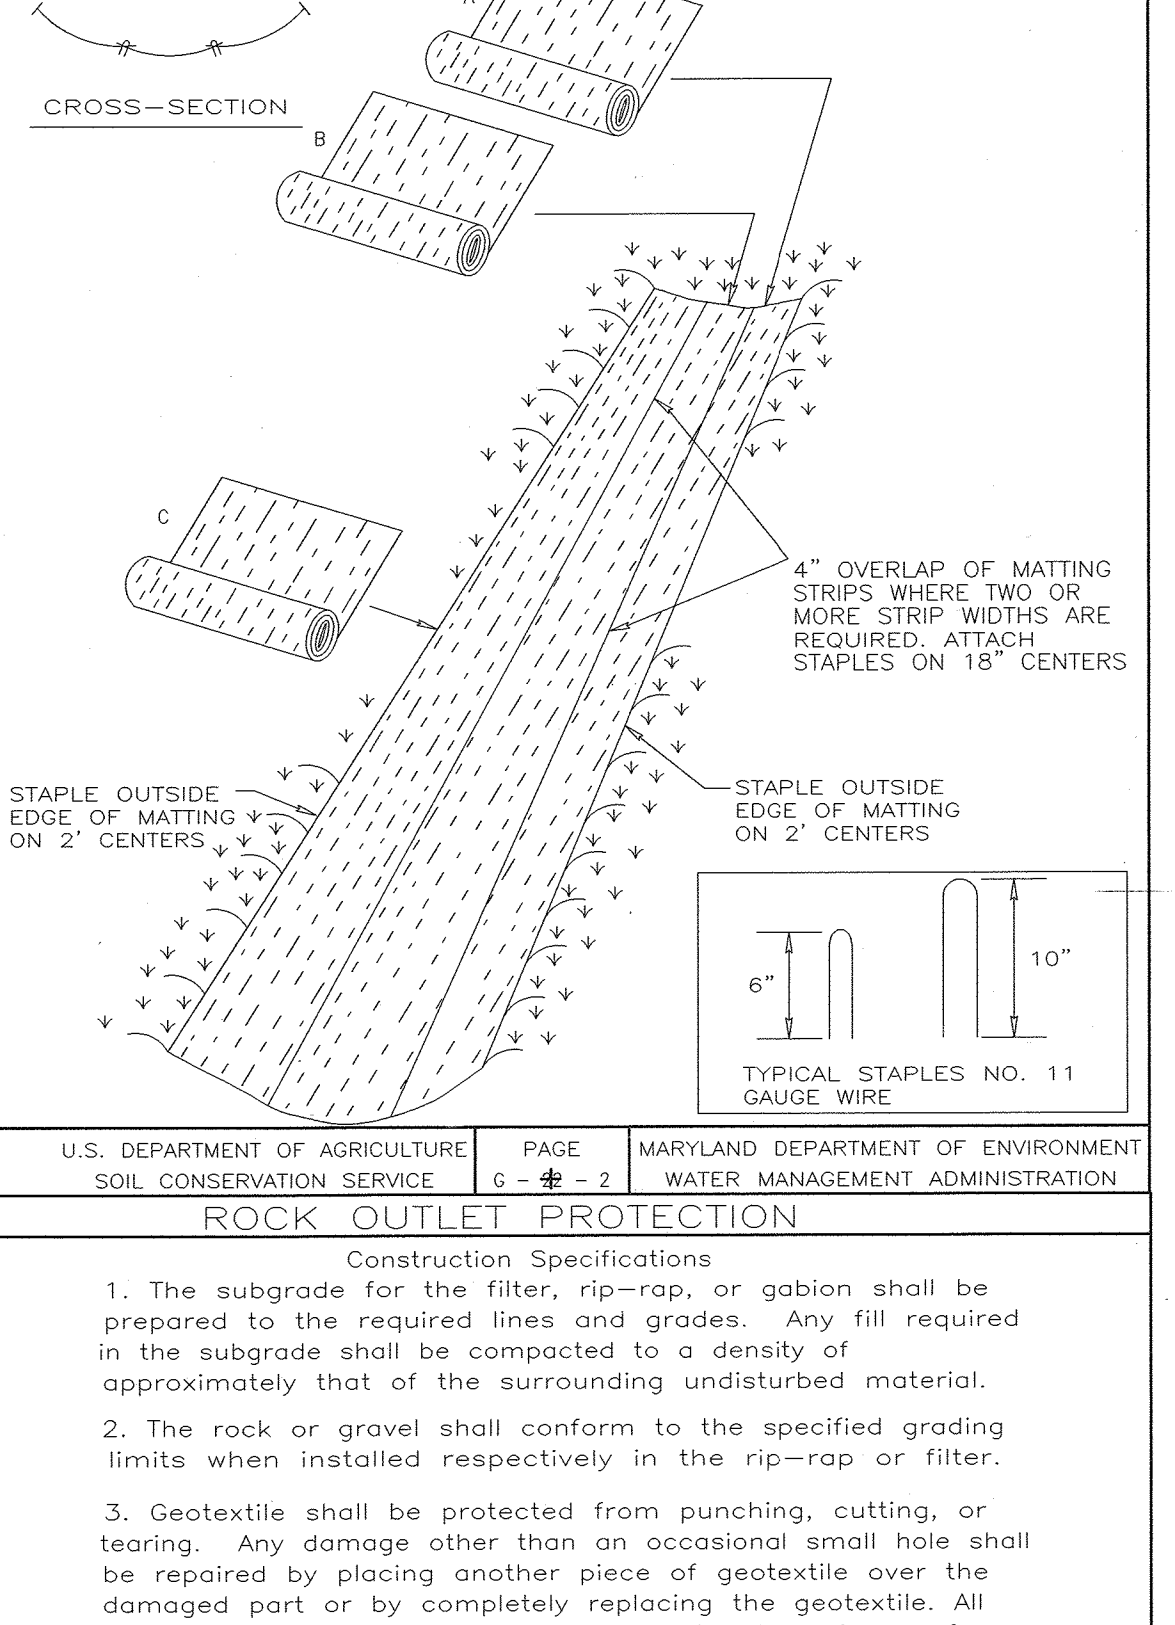 CROSS-SECTION
B
C
4" OVERLAP OF MATTING
STRIPS WHERE TWO OR
MORE STRIP WIDTHS ARE
REQUIRED. ATTACH
STAPLES ON 18" CENTERS
STAPLE OUTSIDE
EDGE OF MATTING
ON 2' CENTERS
STAPLE OUTSIDE
EDGE OF MATTING
ON 2' CENTERS
6"
10"
TYPICAL STAPLES NO. 11
GAUGE WIRE
U.S. DEPARTMENT OF AGRICULTURE
SOIL CONSERVATION SERVICE
PAGE
G - - 2
MARYLAND DEPARTMENT OF ENVIRONMENT
WATER MANAGEMENT ADMINISTRATION
ROCK OUTLET PROTECTION
Construction Specifications
1. The subgrade for the filter, rip-rap, or gabion shall be
prepared to the required lines and grades. Any fill required
in the subgrade shall be compacted to a density of
approximately that of the surrounding undisturbed material.
2. The rock or gravel shall conform to the specified grading
limits when installed respectively in the rip-rap or filter.
3. Geotextile shall be protected from punching, cutting, or
tearing. Any damage other than an occasional small hole shall
be repaired by placing another piece of geotextile over the
damaged part or by completely replacing the geotextile. All